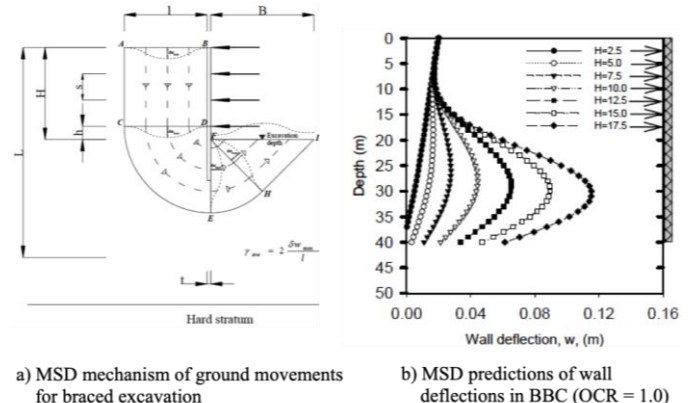 l
B
A
B
H
s
L
C
D
h
F
I
Excavation
depth
H
E
t
Hard stratum
0
5
10
15
20
25
30
35
40
45
50
Depth (m)
H=2.5
H=5.0
H=7.5
H=10.0
H=12.5
H=15.0
H=17.5
0.00 0.04 0.08 0.12 0.16
Wall deflection, w, (m)
a) MSD mechanism of ground movements
for braced excavation
b) MSD predictions of wall
deflections in BBC (OCR = 1.0)